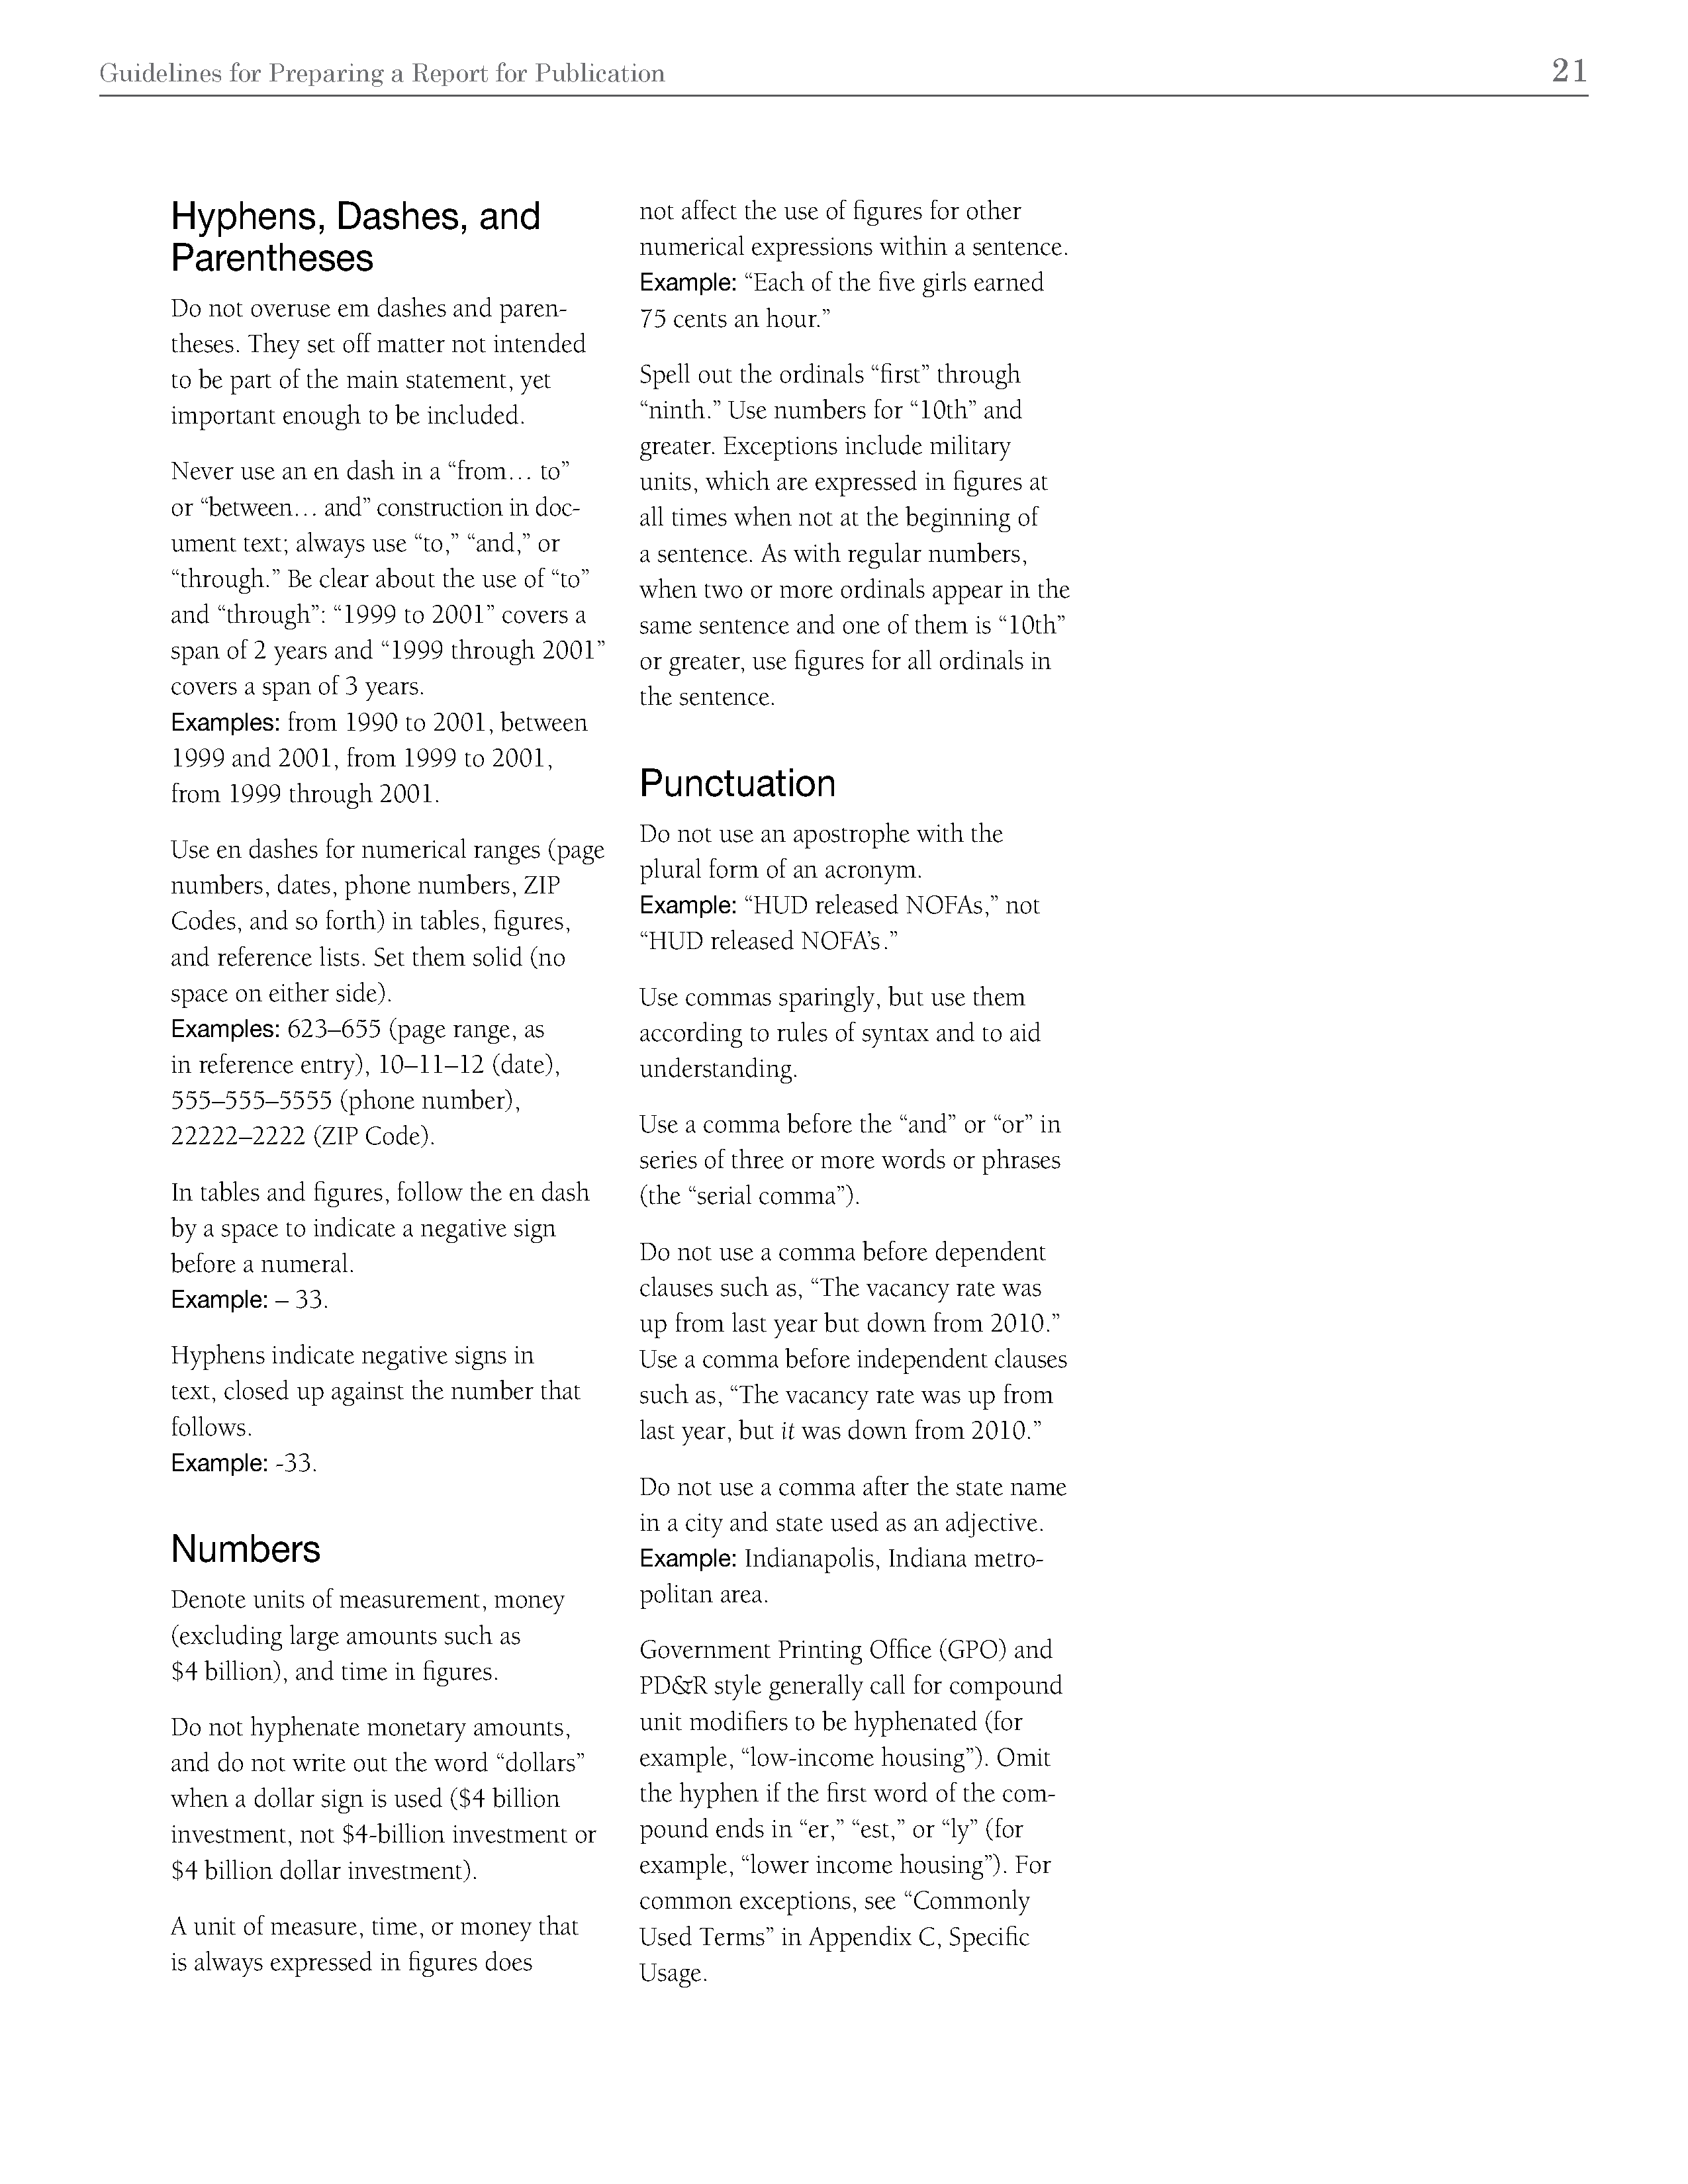 Guidelines for Preparing a Report for Publication
21
Hyphens, Dashes, and
Parentheses
Do not overuse em dashes and paren-
theses. They set off matter not intended
to be part of the main statement, yet
important enough to be included.
Never use an en dash in a “from… to”
or “between… and” construction in doc-
ument text; always use “to,” “and,” or
“through.” Be clear about the use of “to”
and “through”: “1999 to 2001” covers a
span of 2 years and “1999 through 2001”
covers a span of 3 years.
Examples: from 1990 to 2001, between
1999 and 2001, from 1999 to 2001,
from 1999 through 2001.
Use en dashes for numerical ranges (page
numbers, dates, phone numbers, ZIP
Codes, and so forth) in tables, figures,
and reference lists. Set them solid (no
space on either side).
Examples: 623–655 (page range, as
in reference entry), 10–11–12 (date),
555–555–5555 (phone number),
22222–2222 (ZIP Code).
In tables and figures, follow the en dash
by a space to indicate a negative sign
before a numeral.
Example: – 33.
Hyphens indicate negative signs in
text, closed up against the number that
follows.
Example: -33.
Numbers
Denote units of measurement, money
(excluding large amounts such as
$4 billion), and time in figures.
Do not hyphenate monetary amounts,
and do not write out the word “dollars”
when a dollar sign is used ($4 billion
investment, not $4-billion investment or
$4 billion dollar investment).
A unit of measure, time, or money that
is always expressed in figures does
not affect the use of figures for other
numerical expressions within a sentence.
Example: “Each of the five girls earned
75 cents an hour.”
Spell out the ordinals “first” through
“ninth.” Use numbers for “10th” and
greater. Exceptions include military
units, which are expressed in figures at
all times when not at the beginning of
a sentence. As with regular numbers,
when two or more ordinals appear in the
same sentence and one of them is “10th”
or greater, use figures for all ordinals in
the sentence.
Punctuation
Do not use an apostrophe with the
plural form of an acronym.
Example: “HUD released NOFAs,” not
“HUD released NOFA’s.”
Use commas sparingly, but use them
according to rules of syntax and to aid
understanding.
Use a comma before the “and” or “or” in
series of three or more words or phrases
(the “serial comma”).
Do not use a comma before dependent
clauses such as, “The vacancy rate was
up from last year but down from 2010.”
Use a comma before independent clauses
such as, “The vacancy rate was up from
last year, but it was down from 2010.”
Do not use a comma after the state name
in a city and state used as an adjective.
Example: Indianapolis, Indiana metro-
politan area.
Government Printing Office (GPO) and
PD&R style generally call for compound
unit modifiers to be hyphenated (for
example, “low-income housing”). Omit
the hyphen if the first word of the com-
pound ends in “er,” “est,” or “ly” (for
example, “lower income housing”). For
common exceptions, see “Commonly
Used Terms” in Appendix C, Specific
Usage.